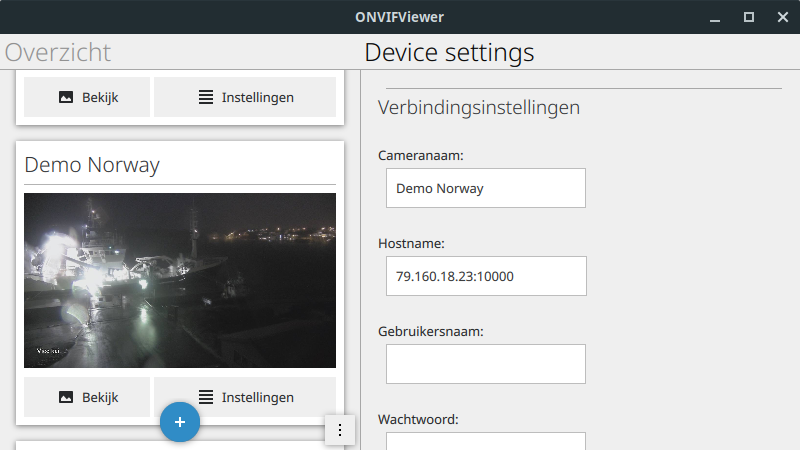 ONVIFViewer
Overzicht
Device settings
Bekijk
Instellingen
Demo Norway
Bekijk
Instellingen
Verbindingsinstellingen
Cameranaam:
Demo Norway
Hostname:
79.160.18.23:10000
Gebruikersnaam:
Wachtwoord: